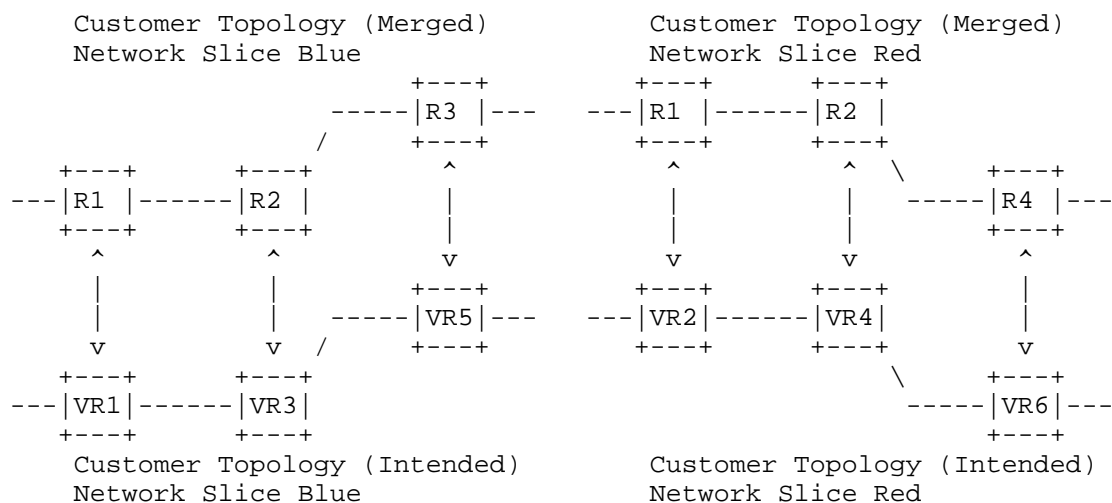 Customer Topology (Merged) Customer Topology (Merged)
Network Slice Blue Network Slice Red
R3 R1 R2
R1 R2 R4
VR5 VR2 VR4
VR1 VR3 VR6
Customer Topology (Intended) Customer Topology (Intended)
Network Slice Blue Network Slice Red